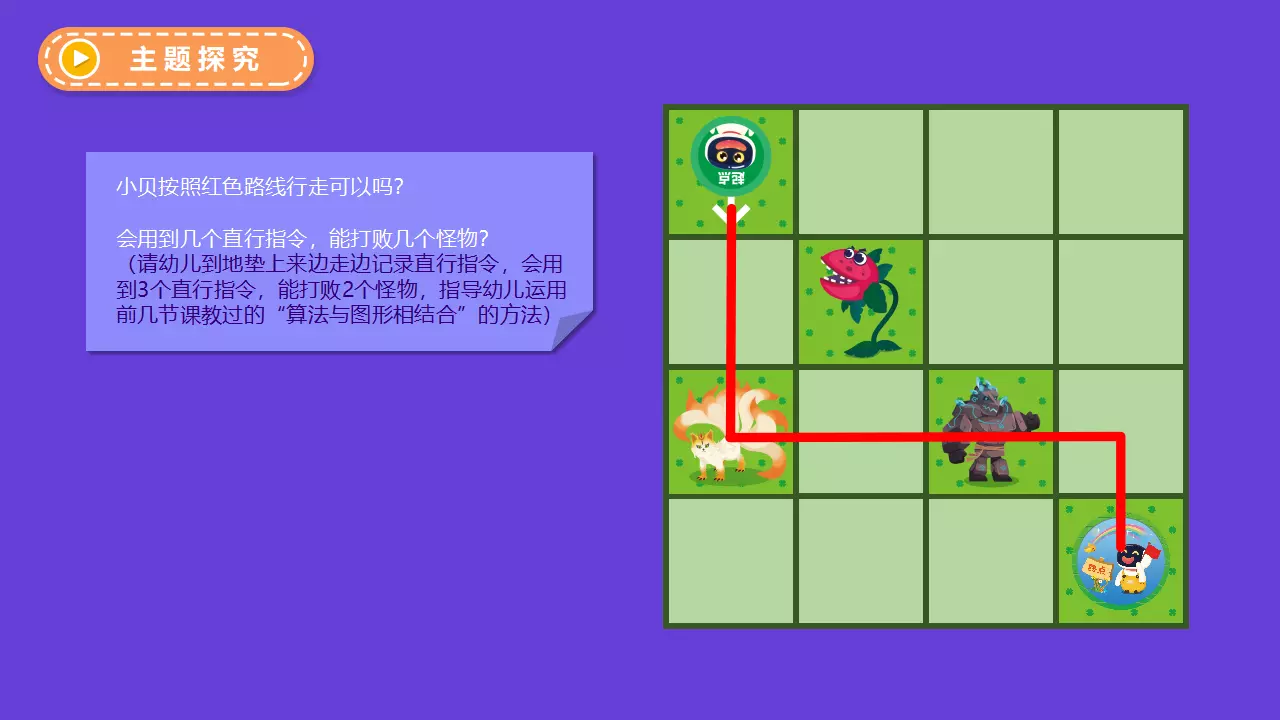 主题探究
小贝按照红色路线行走可以吗?
会用到几个直行指令，能打败几个怪物?
（请幼儿到地垫上来边走边记录直行指令，会用
到3个直行指令，能打败2个怪物，指导幼儿运用
前几节课教过的“算法与图形相结合”的方法）
起点
终点